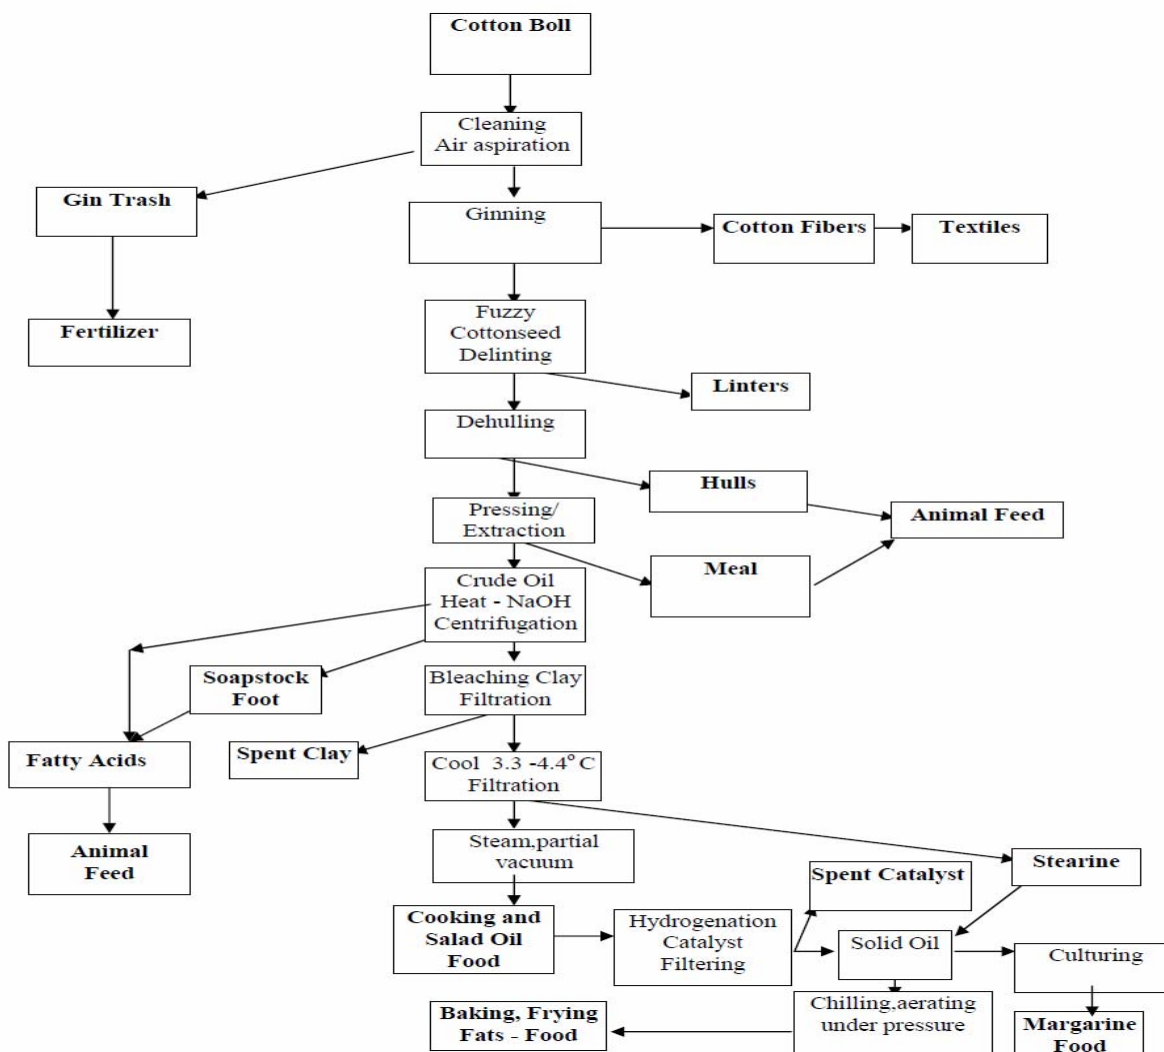 Cotton Boll
Cleaning
Air aspiration
Gin Trash
Ginning
Cotton Fibers
Textiles
Fertilizer
Fuzzy
Cottonseed
Delinting
Linters
Dehulling
Hulls
Animal Feed
Pressing/
Extraction
Meal
Crude Oil
Heat - NaOH
Centrifugation
Soapstock
Foot
Bleaching Clay
Filtration
Fatty Acids
Spent Clay
Cool 3.3 -4.4° C
Filtration
Animal
Feed
Steam,partial
vacuum
Stearine
Spent Catalyst
Cooking and
Salad Oil
Food
Hydrogenation
Catalyst
Filtering
Solid Oil
Culturing
Chilling,aerating
under pressure
Baking, Frying
Fats - Food
Margarine
Food